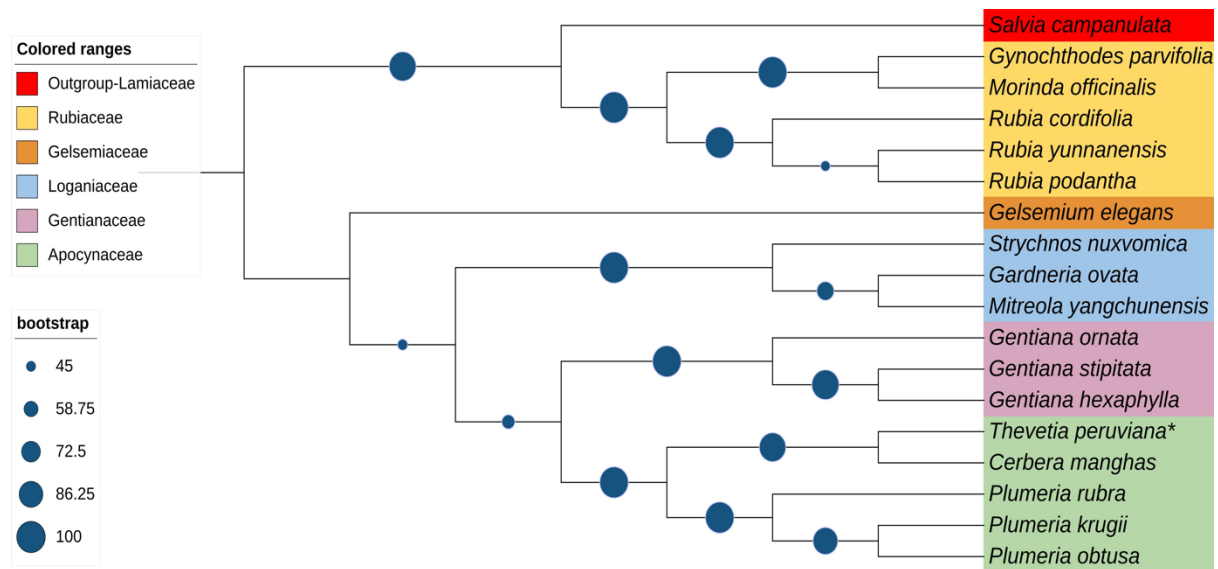 Colored ranges
Outgroup-Lamiaceae
Rubiaceae
Gelsemiaceae
Loganiaceae
Gentianaceae
Apocynaceae
bootstrap
45
58.75
72.5
86.25
100
Salvia campanulata
Gynochthodes parvifolia
Morinda officinalis
Rubia cordifolia
Rubia yunnanensis
Rubia podantha
Gelsemium elegans
Strychnos nuxvomica
Gardneria ovata
Mitreola yangchunensis
Gentiana ornata
Gentiana stipitata
Gentiana hexaphylla
Thevetia peruviana*
Cerbera manghas
Plumeria rubra
Plumeria krugii
Plumeria obtusa